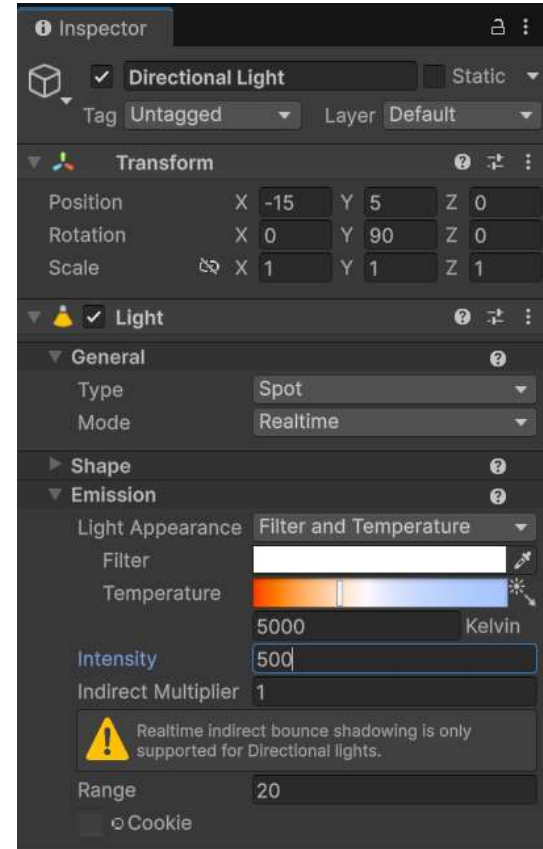 Inspector
Directional Light Static
Tag Untagged Layer Default
Transform
Position X -15 Y 5 Z 0
Rotation X 0 Y 90 Z 0
Scale X 1 Y 1 Z 1
Light
General
Type Spot
Mode Realtime
Shape
Emission
Light Appearance Filter and Temperature
Filter
Temperature
5000 Kelvin
Intensity 500
Indirect Multiplier 1
Realtime indirect bounce shadowing is only
supported for Directional lights.
Range 20
Cookie